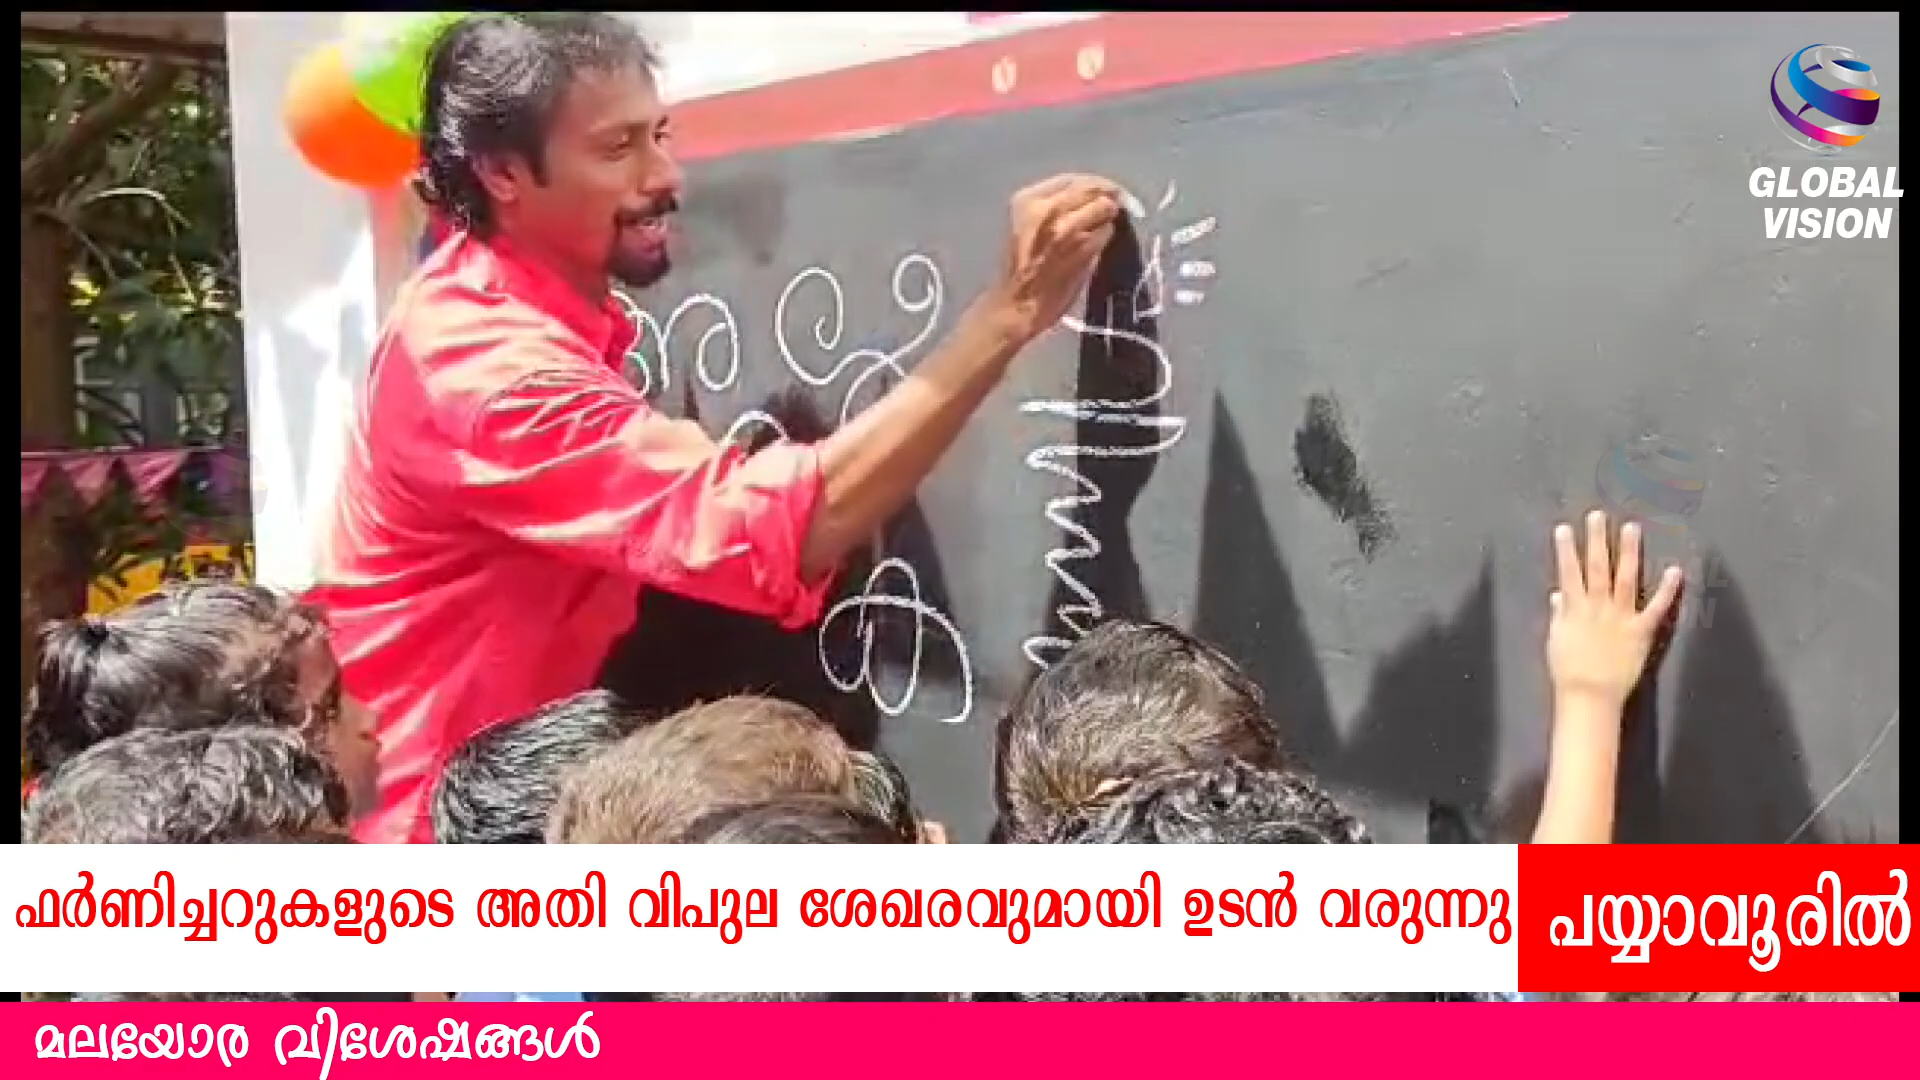 GLOBAL
VISION
അ
ഫർണിച്ചറുകളുടെ അതി വിപുല ശേഖരവുമായി ഉടൻ വരുന്നു
പയ്യാവൂരിൽ
മലയോര വിശേഷങ്ങൾ